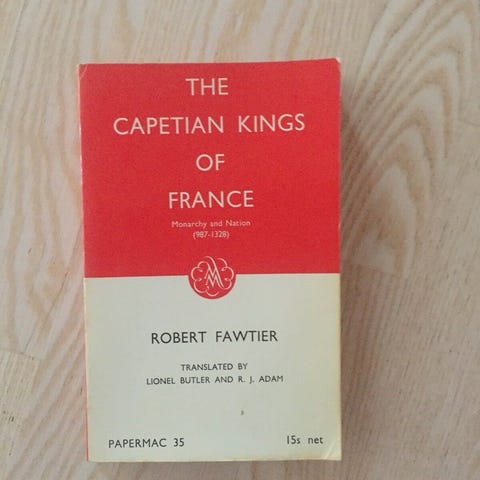 THE
CAPETIAN KINGS
OF
FRANCE
Monarchy and Nation
(987-1328)
M
ROBERT FAWTIER
TRANSLATED BY
LIONEL BUTLER AND R. J. ADAM
PAPERMAC 35 15s net